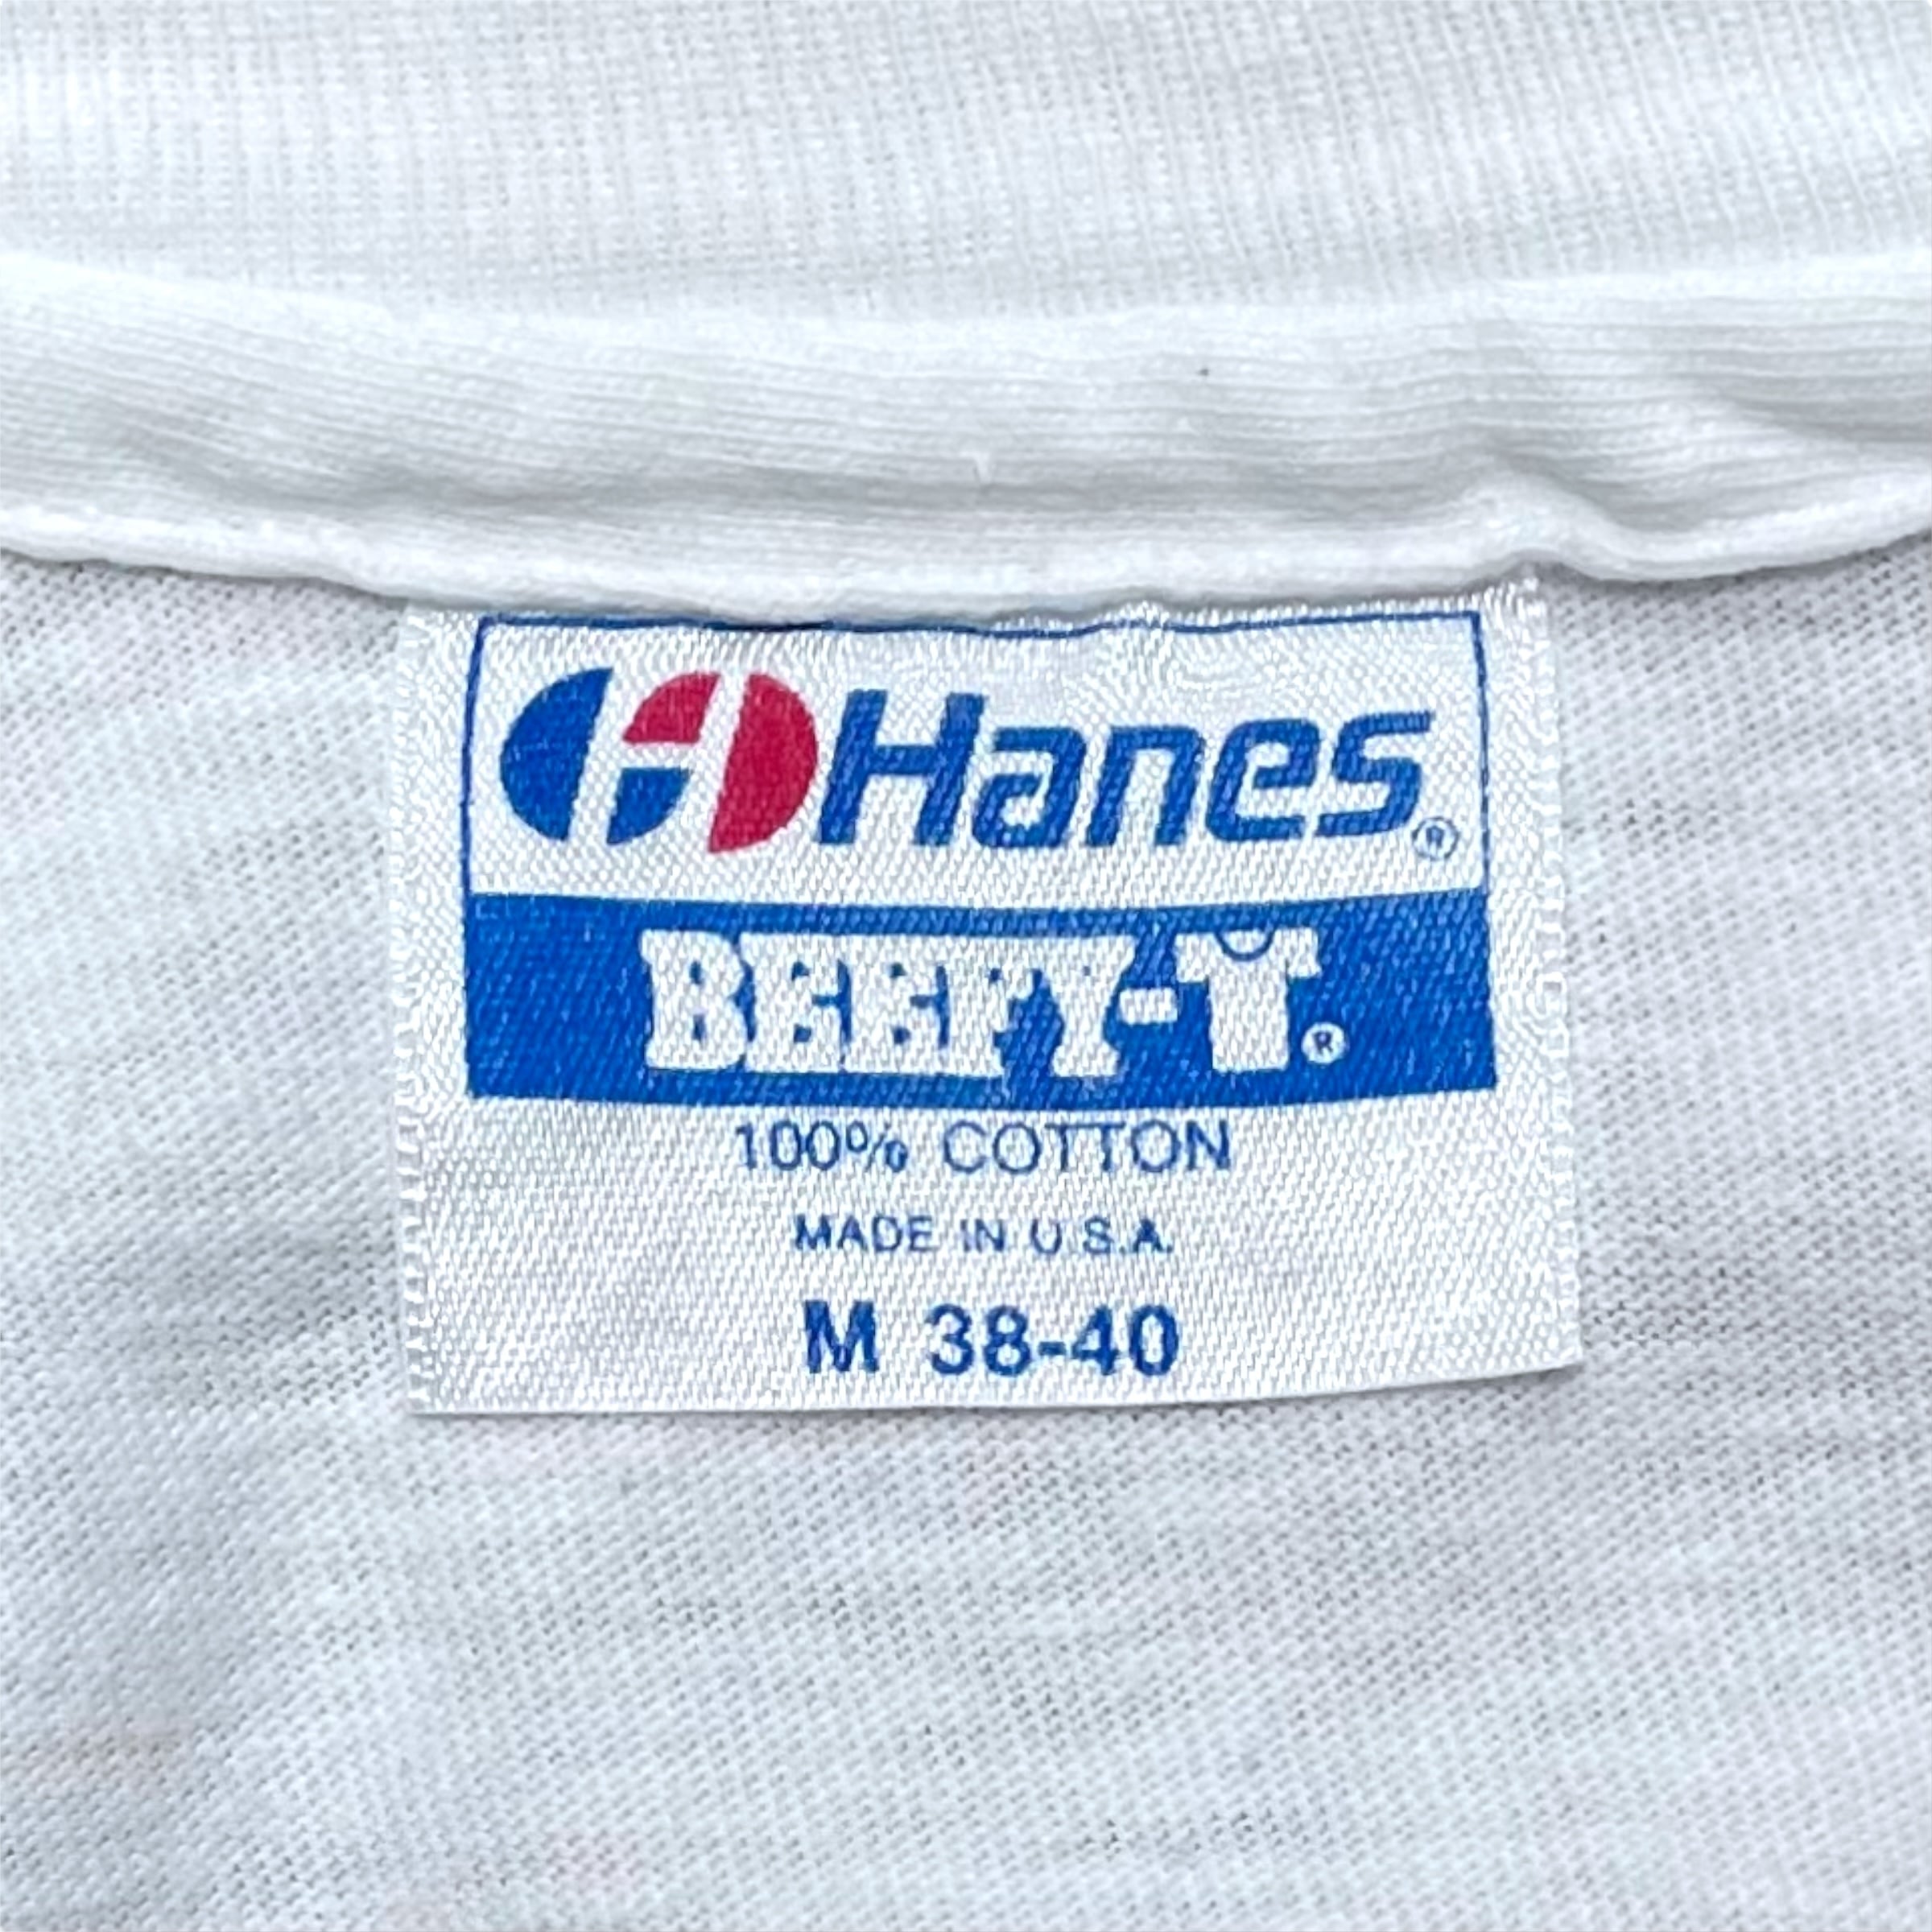 Hanes®
BEEFY-T®
100% COTTON
MADE IN U.S.A.
M 38-40